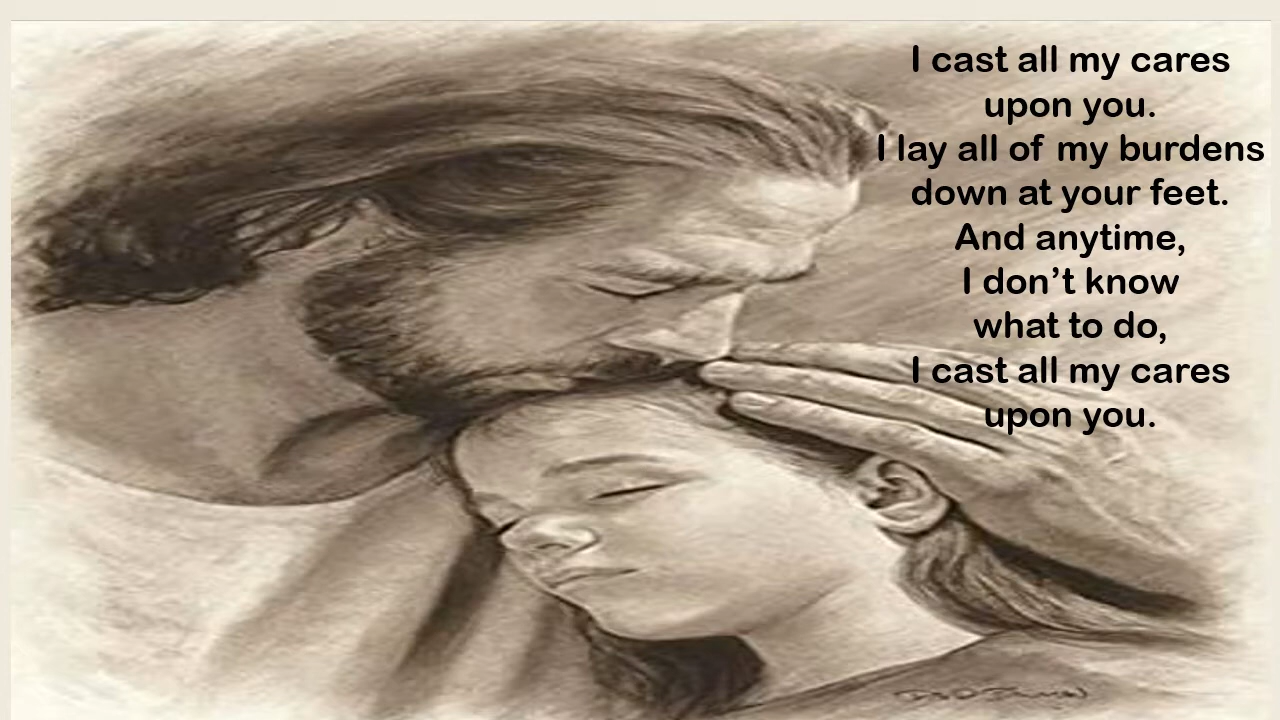 I cast all my cares
upon you.
I lay all of my burdens
down at your feet.
And anytime,
I don’t know
what to do,
I cast all my cares
upon you.